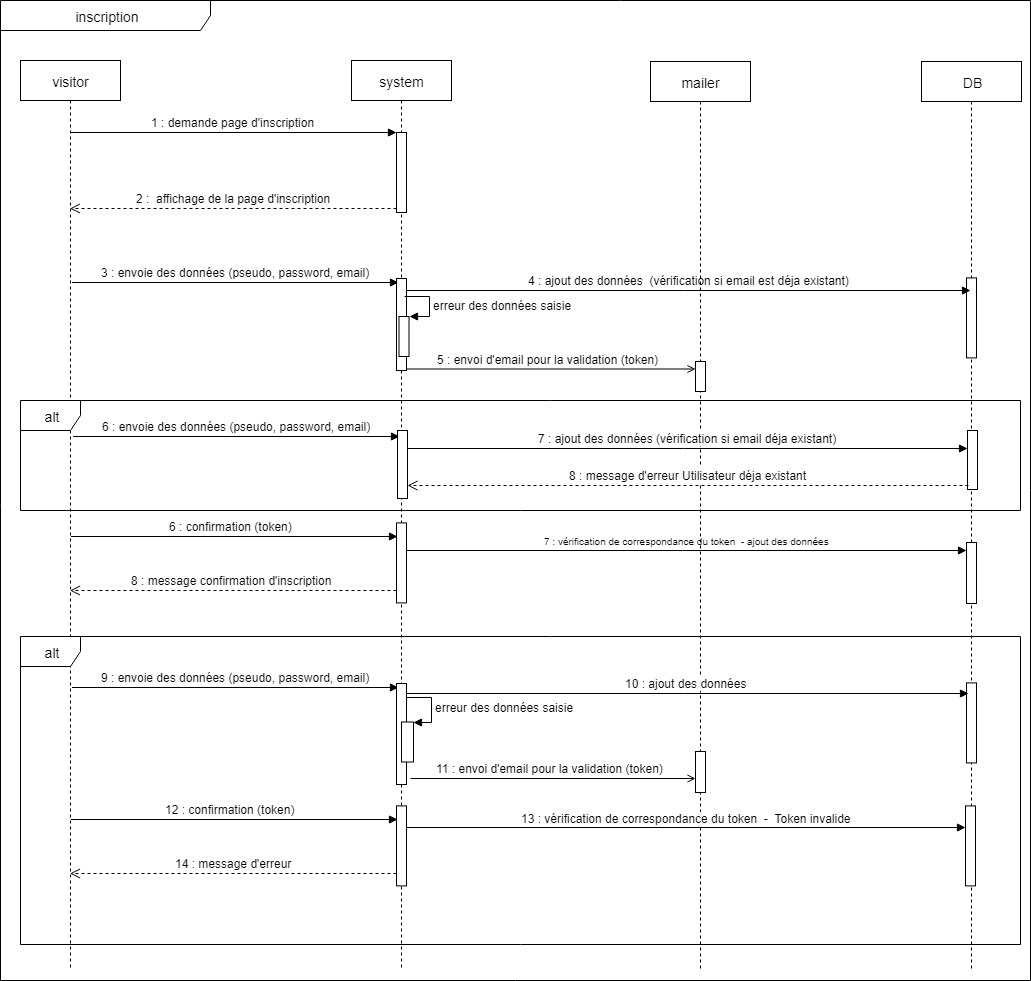 inscription
visitor
system
mailer
DB
1 : demande page d'inscription
2 : affichage de la page d'inscription
3 : envoie des données (pseudo, password, email)
4 : ajout des données (vérification si email est déja existant)
erreur des données saisie
5 : envoi d'email pour la validation (token)
alt
6 : envoie des données (pseudo, password, email)
7 : ajout des données (vérification si email déja existant)
8 : message d'erreur Utilisateur déja existant
6 : confirmation (token)
7 : vérification de correspondance du token - ajout des données
8 : message confirmation d'inscription
alt
9 : envoie des données (pseudo, password, email)
10 : ajout des données
erreur des données saisie
11 : envoi d'email pour la validation (token)
12 : confirmation (token)
13 : vérification de correspondance du token - Token invalide
14 : message d'erreur